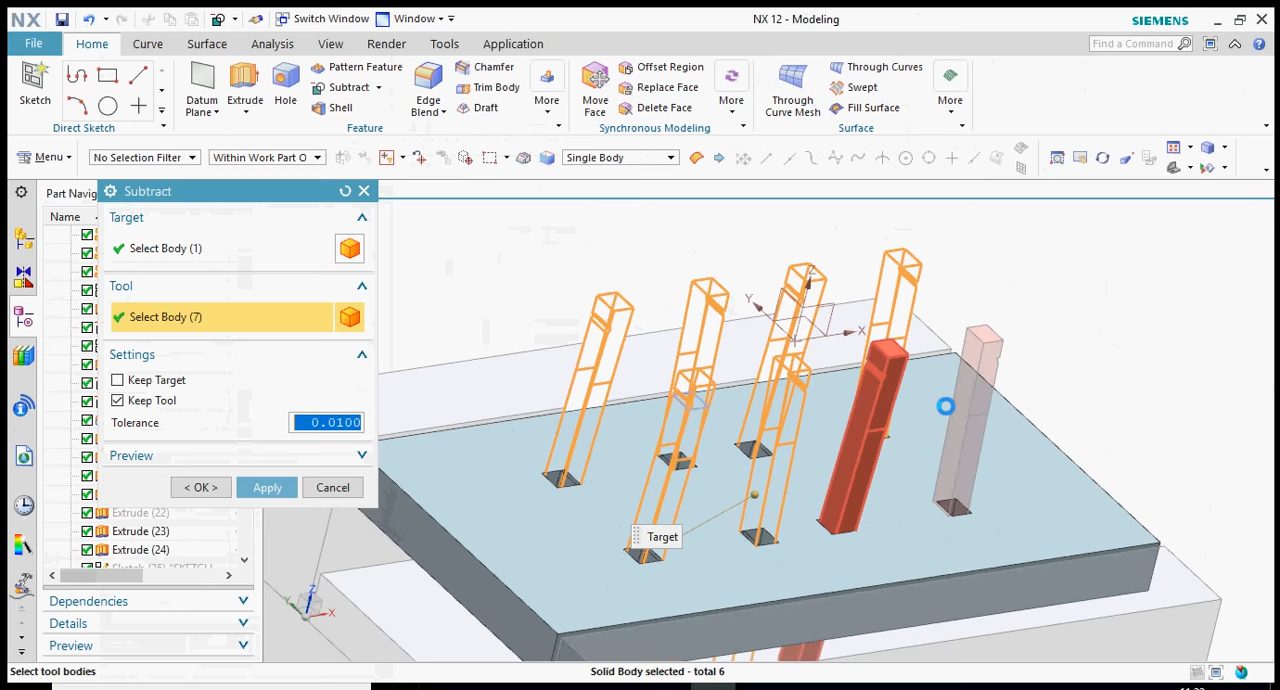 NX
Switch Window
Window
NX 12 - Modeling
SIEMENS
File
Home
Curve
Surface
Analysis
View
Render
Tools
Application
Find a Command
Sketch
Direct Sketch
Datum Plane
Extrude
Hole
Pattern Feature
Subtract
Shell
Edge Blend
Chamfer
Trim Body
Draft
More
Feature
Move Face
Offset Region
Replace Face
Delete Face
More
Synchronous Modeling
Through Curve Mesh
Through Curves
Swept
Fill Surface
More
Surface
Menu
No Selection Filter
Within Work Part O
Single Body
Part Navig
Name
Subtract
Target
Select Body (1)
Tool
Select Body (7)
Settings
Keep Target
Keep Tool
Tolerance
0.0100
Preview
< OK >
Apply
Cancel
Extrude (22)
Extrude (23)
Extrude (24)
Dependencies
Details
Preview
Z
Y
X
Target
Z
Y
X
Select tool bodies
Solid Body selected - total 6